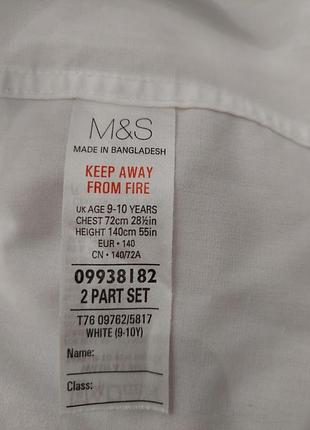 M&S
MADE IN BANGLADESH
KEEP AWAY
FROM FIRE
UK AGE 9-10 YEARS
CHEST 72cm 28½in
HEIGHT 140cm 55in
EUR • 140
CN • 140/72A
09938182
2 PART SET
T76 09762/5817
WHITE (9-10Y)
Name:
Class: